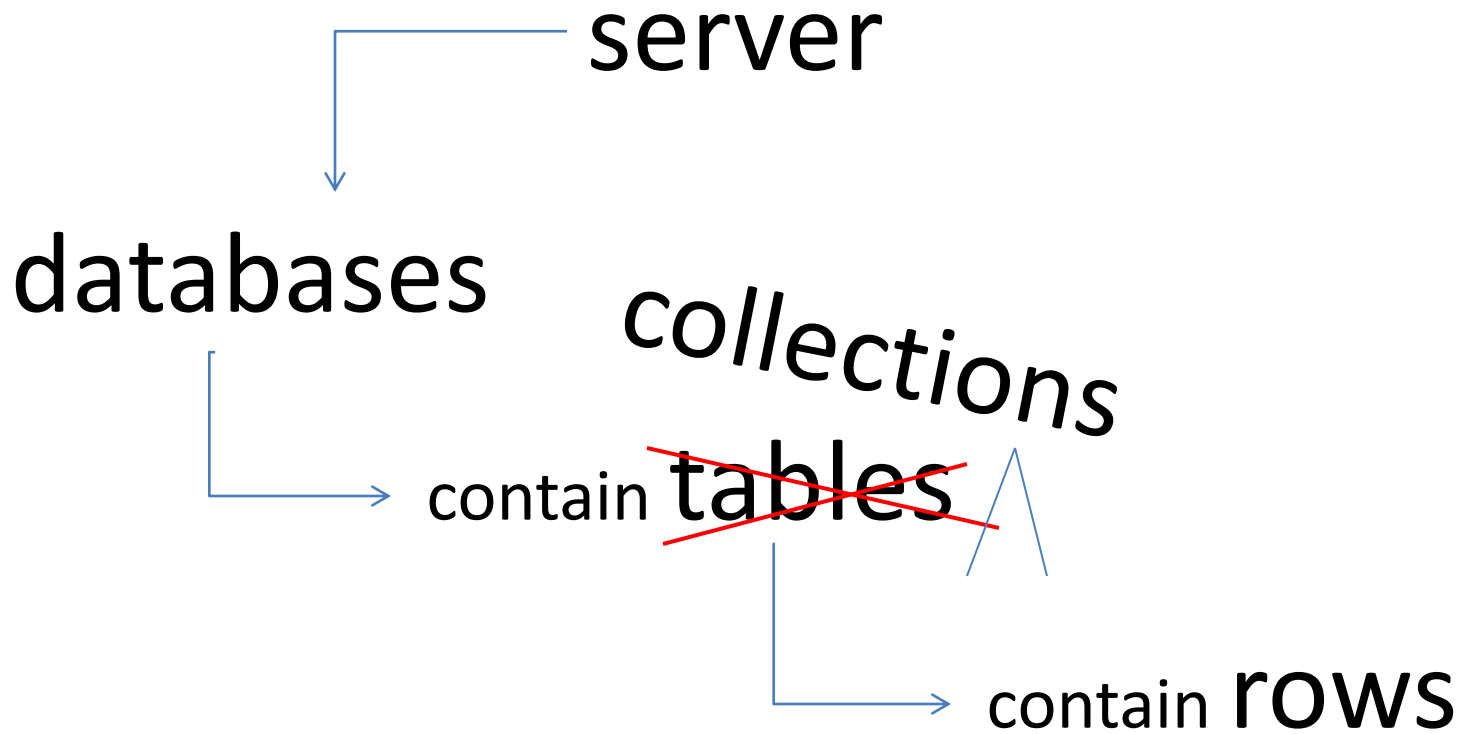 server
databases
collections
contain tables
contain rows